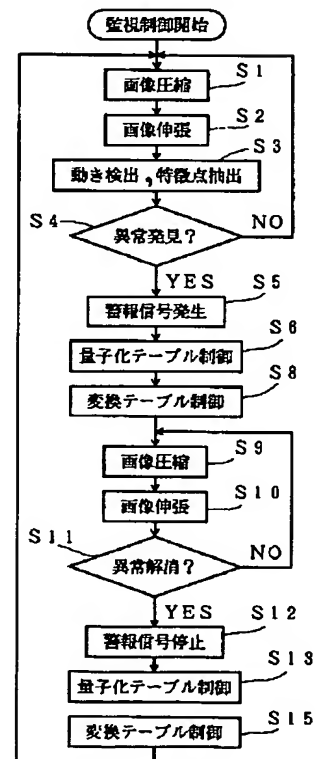 監視制御開始
S1
画像圧縮
S2
画像伸張
S3
動き検出,特徴点抽出
S4
異常発見?
NO
YES
S5
警報信号発生
S6
量子化テーブル制御
S8
変換テーブル制御
S9
画像圧縮
S10
画像伸張
S11
異常解消?
NO
YES
S12
警報信号停止
S13
量子化テーブル制御
S15
変換テーブル制御